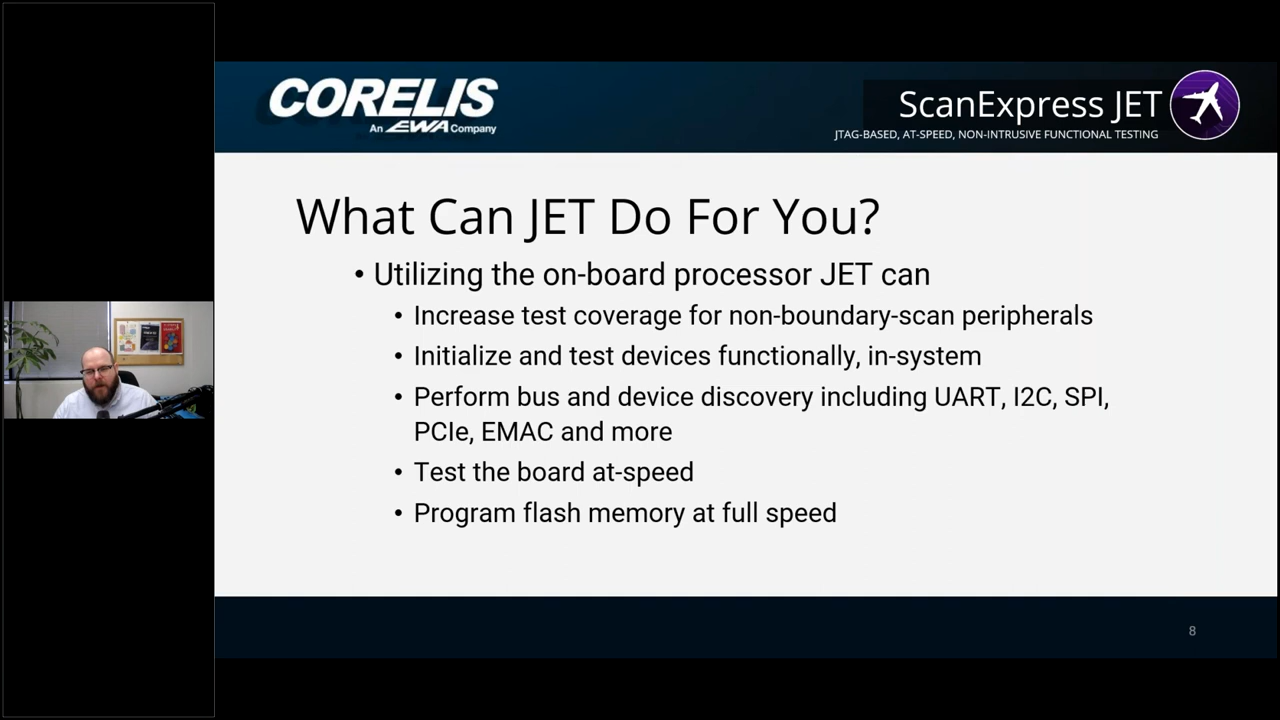 CORELIS
An EWA Company
ScanExpress JET
JTAG-BASED, AT-SPEED, NON-INTRUSIVE FUNCTIONAL TESTING
What Can JET Do For You?
• Utilizing the on-board processor JET can
• Increase test coverage for non-boundary-scan peripherals
• Initialize and test devices functionally, in-system
• Perform bus and device discovery including UART, I2C, SPI,
PCIe, EMAC and more
• Test the board at-speed
• Program flash memory at full speed
8